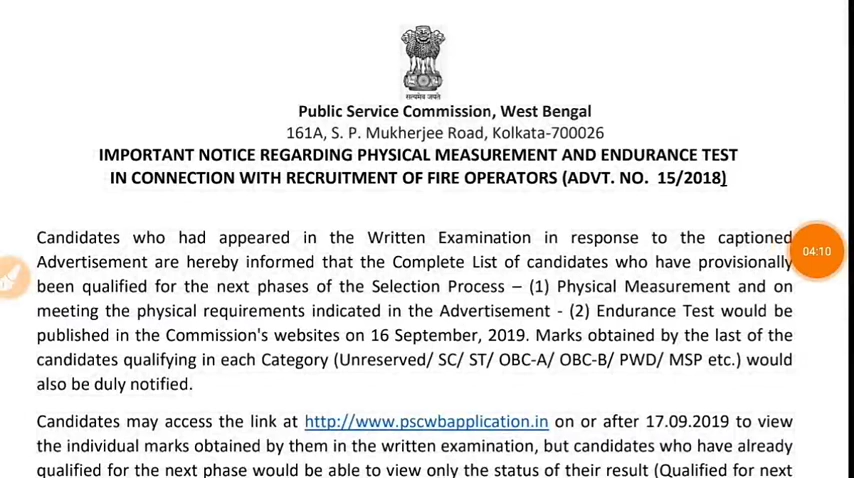 सत्यमेव जयते
Public Service Commission, West Bengal
161A, S. P. Mukherjee Road, Kolkata-700026
IMPORTANT NOTICE REGARDING PHYSICAL MEASUREMENT AND ENDURANCE TEST
IN CONNECTION WITH RECRUITMENT OF FIRE OPERATORS (ADVT. NO. 15/2018)
Candidates who had appeared in the Written Examination in response to the captioned
Advertisement are hereby informed that the Complete List of candidates who have provisionally
been qualified for the next phases of the Selection Process – (1) Physical Measurement and on
meeting the physical requirements indicated in the Advertisement - (2) Endurance Test would be
published in the Commission's websites on 16 September, 2019. Marks obtained by the last of the
candidates qualifying in each Category (Unreserved/ SC/ ST/ OBC-A/ OBC-B/ PWD/ MSP etc.) would
also be duly notified.
04:10
Candidates may access the link at http://www.pscwbapplication.in on or after 17.09.2019 to view
the individual marks obtained by them in the written examination, but candidates who have already
qualified for the next phase would be able to view only the status of their result (Qualified for next